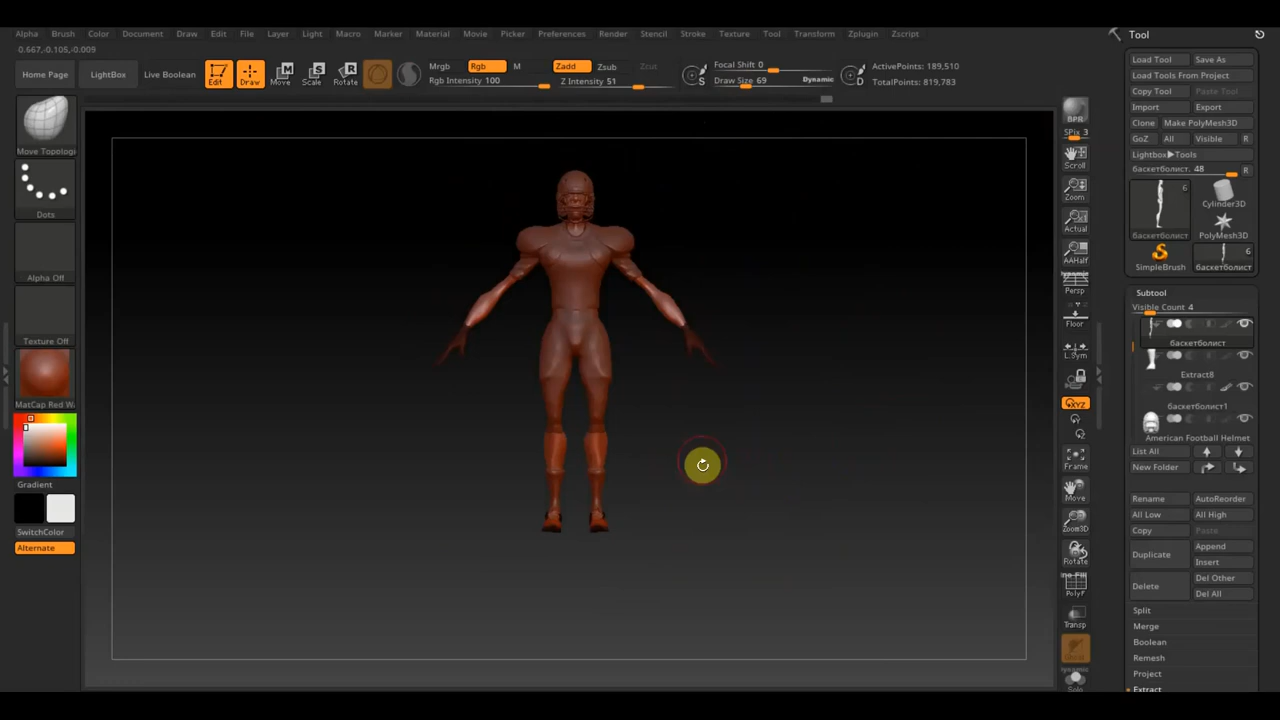 Alpha Brush Color Document Draw Edit File Layer Light Macro Marker Material Movie Picker Preferences Render Stencil Stroke Texture Tool Transform Zplugin Zscript
Tool
0.667,-0.105,-0.009
Home Page
LightBox
Live Boolean
Edit
Draw
Move
Scale
Rotate
Mrgb
Rgb
M
Rgb Intensity 100
Zadd
Zsub
Zcut
Z Intensity 51
S
Focal Shift 0
Draw Size 69
Dynamic
D
ActivePoints: 189,510
TotalPoints: 819,783
Move Topologi
Dots
Alpha Off
Texture Off
MatCap Red Wa
Gradient
SwitchColor
Alternate
BPR
SPix 3
Scroll
Zoom
Actual
AAHalf
Dynamic
Persp
Floor
L.Sym
XYZ
Y
Z
Frame
Move
Zoom3D
Rotate
PolyF
Transp
Dynamic
Solo
Load Tool
Save As
Load Tools From Project
Copy Tool
Paste Tool
Import
Export
Clone
Make PolyMesh3D
GoZ
All
Visible
R
Lightbox▶Tools
баскетболист. 48
R
6
баскетболист
Cylinder3D
PolyMesh3D
SimpleBrush
6
баскетболист
Subtool
Visible Count 4
баскетболист
Extract8
баскетболист1
American Football Helmet
List All
New Folder
Rename
AutoReorder
All Low
All High
Copy
Paste
Duplicate
Append
Insert
Delete
Del Other
Del All
Split
Merge
Boolean
Remesh
Project
Extract